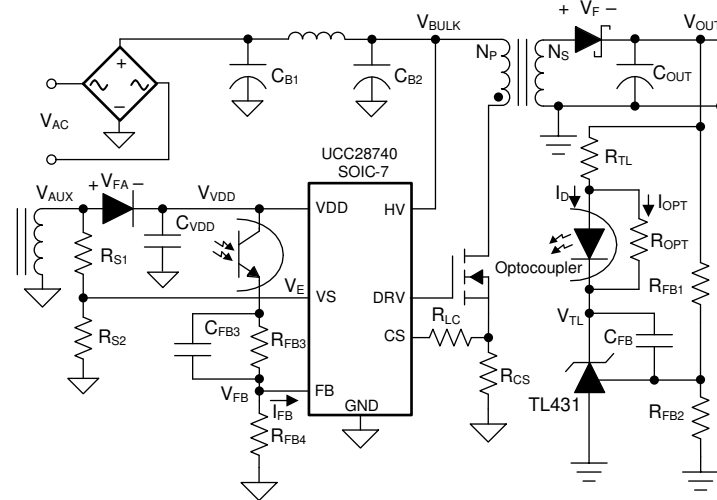 + V_F −
V_BULK
V_OUT
N_P
N_S
+
C_B1
C_B2
C_OUT
−
V_AC
UCC28740
SOIC-7
R_TL
V_AUX
+ V_FA −
V_VDD
VDD
HV
I_D
I_OPT
C_VDD
R_OPT
R_S1
Optocoupler
R_FB1
V_E
VS
DRV
V_TL
R_LC
R_S2
C_FB3
R_FB3
CS
C_FB
R_CS
V_FB
FB
I_FB
GND
TL431
R_FB2
R_FB4